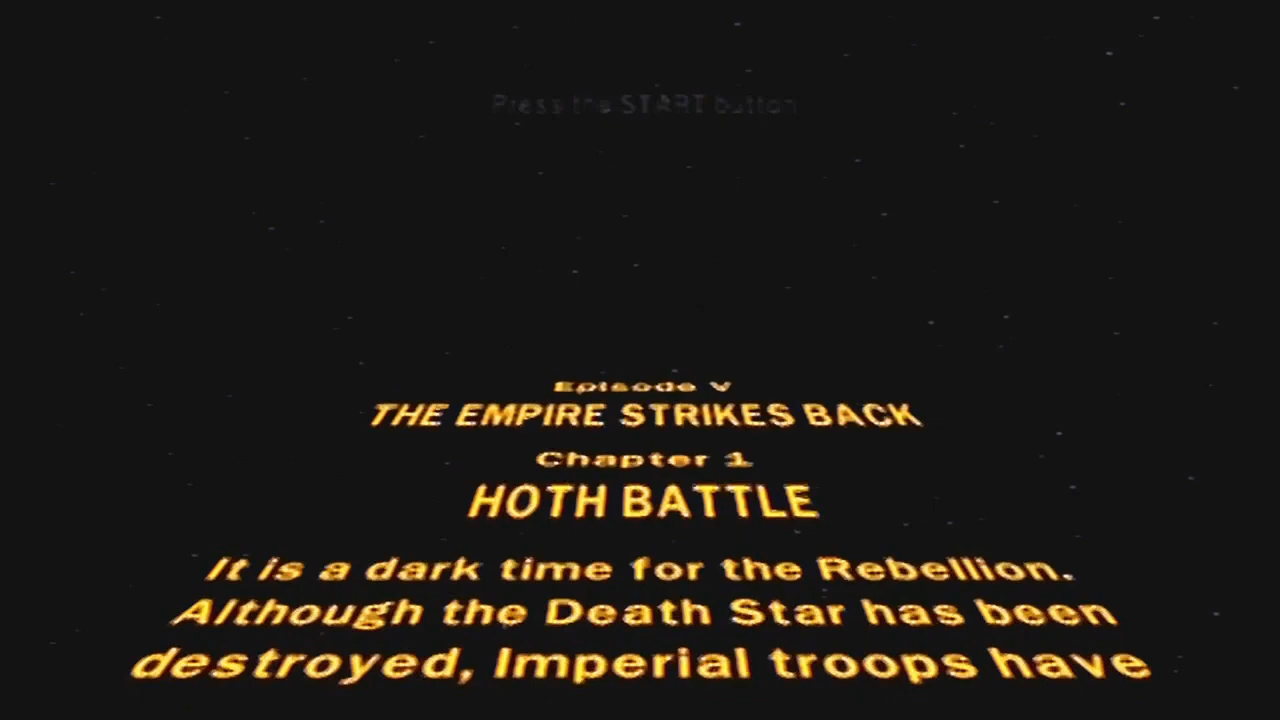 Press the START button
Episode V
THE EMPIRE STRIKES BACK
Chapter 1
HOTH BATTLE
It is a dark time for the Rebellion.
Although the Death Star has been
destroyed, Imperial troops have